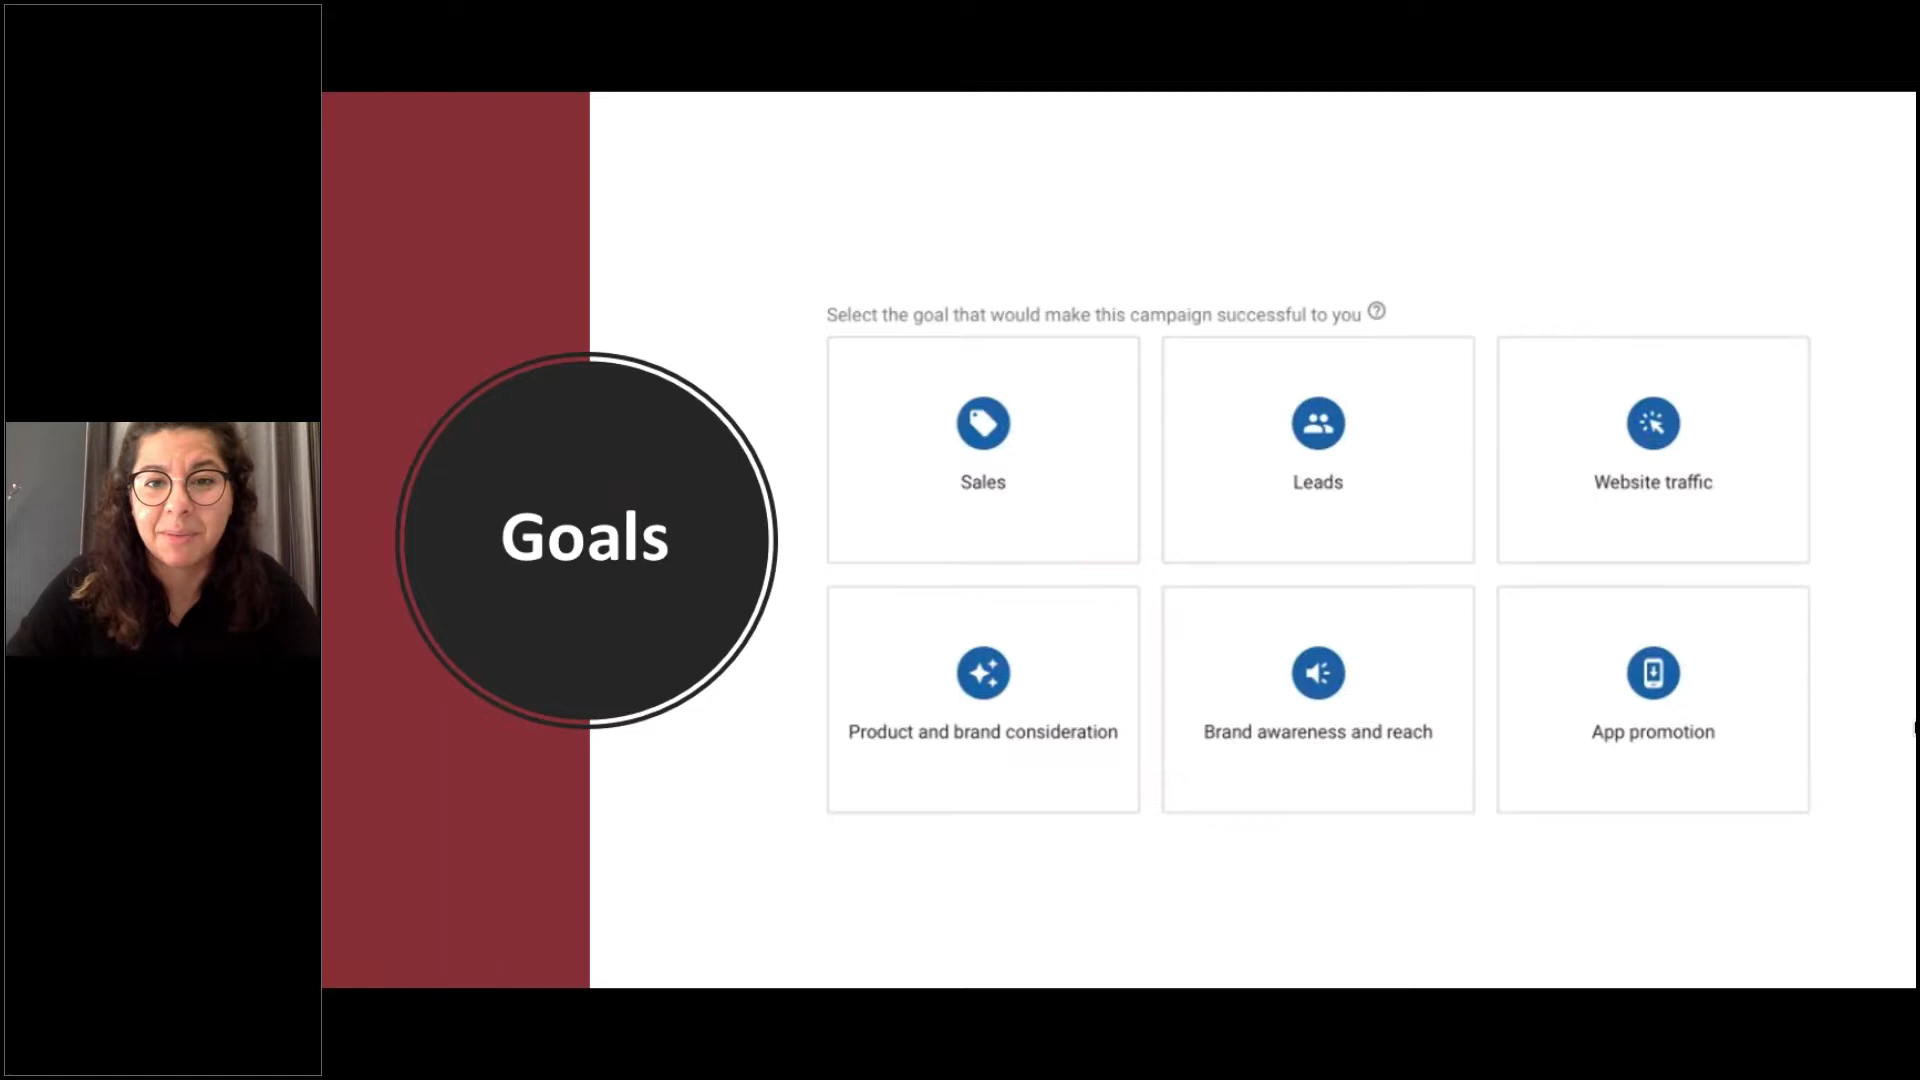 Goals
Select the goal that would make this campaign successful to you ?
Sales
Leads
Website traffic
Product and brand consideration
Brand awareness and reach
App promotion